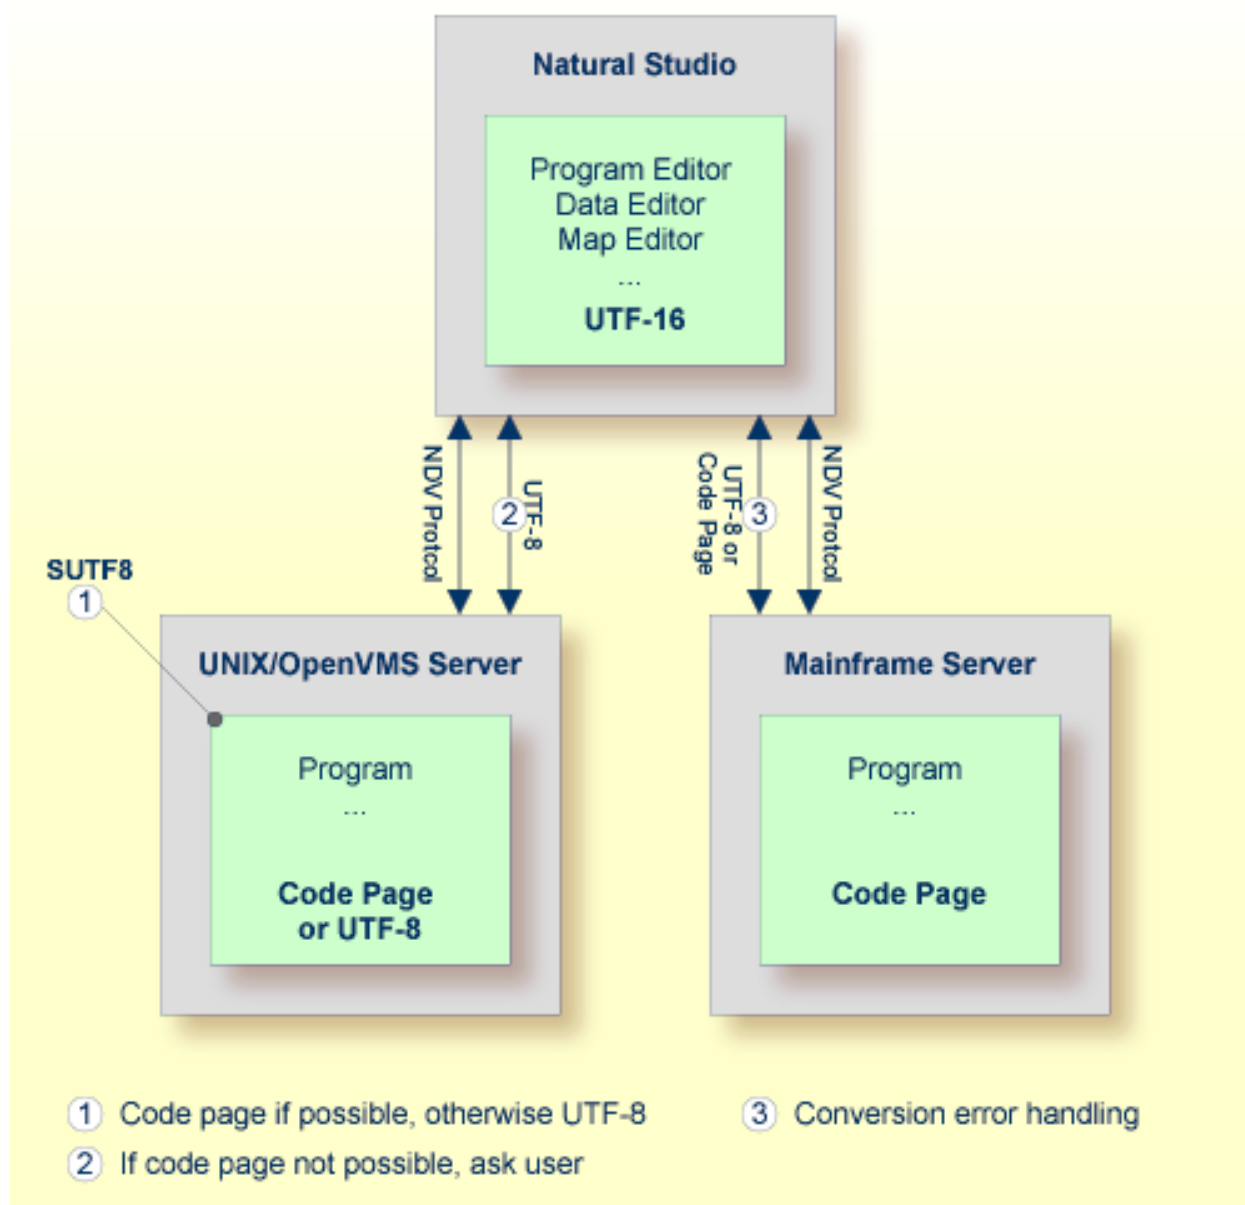 Natural Studio
Program Editor
Data Editor
Map Editor
...
UTF-16
NDV Protcol
UTF-8
2
UTF-8 or
Code Page
3
NDV Protcol
SUTF8
1
UNIX/OpenVMS Server
Program
...
Code Page
or UTF-8
Mainframe Server
Program
...
Code Page
1 Code page if possible, otherwise UTF-8
2 If code page not possible, ask user
3 Conversion error handling